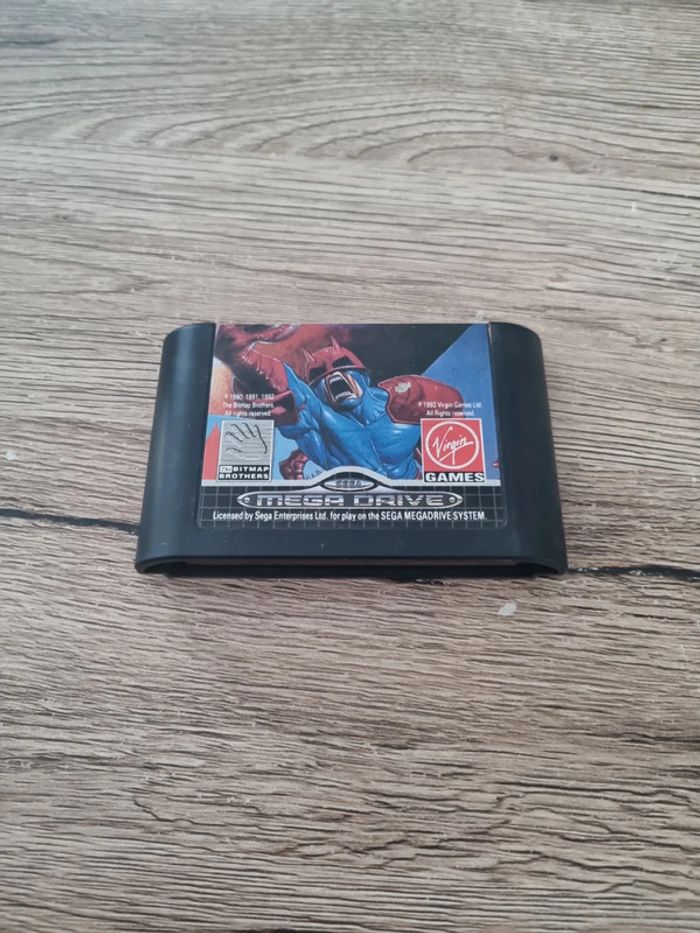 © 1990, 1991, 1992
The Bitmap Brothers.
All rights reserved
© 1992 Virgin Games Ltd.
All Rights reserved
The BITMAP
BROTHERS
Virgin
GAMES
SEGA
MEGA DRIVE
Licensed by Sega Enterprises Ltd. for play on the SEGA MEGADRIVE SYSTEM.